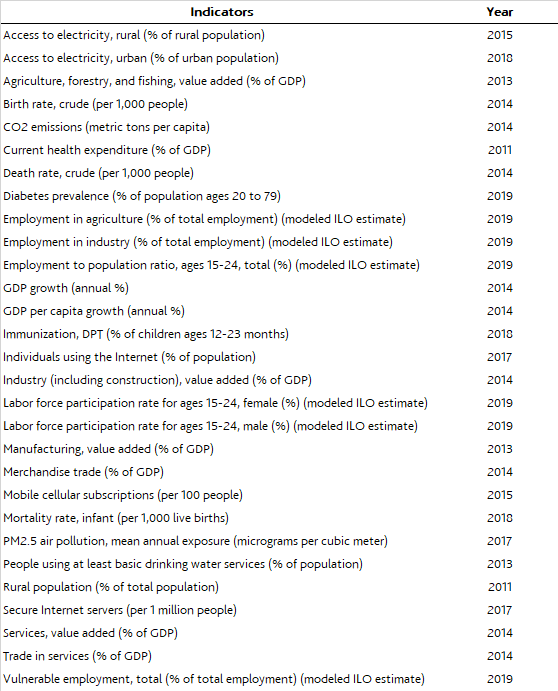 Indicators Year
Access to electricity, rural (% of rural population) 2015
Access to electricity, urban (% of urban population) 2018
Agriculture, forestry, and fishing, value added (% of GDP) 2013
Birth rate, crude (per 1,000 people) 2014
CO2 emissions (metric tons per capita) 2014
Current health expenditure (% of GDP) 2011
Death rate, crude (per 1,000 people) 2014
Diabetes prevalence (% of population ages 20 to 79) 2019
Employment in agriculture (% of total employment) (modeled ILO estimate) 2019
Employment in industry (% of total employment) (modeled ILO estimate) 2019
Employment to population ratio, ages 15-24, total (%) (modeled ILO estimate) 2019
GDP growth (annual %) 2014
GDP per capita growth (annual %) 2014
Immunization, DPT (% of children ages 12-23 months) 2018
Individuals using the Internet (% of population) 2017
Industry (including construction), value added (% of GDP) 2014
Labor force participation rate for ages 15-24, female (%) (modeled ILO estimate) 2019
Labor force participation rate for ages 15-24, male (%) (modeled ILO estimate) 2019
Manufacturing, value added (% of GDP) 2013
Merchandise trade (% of GDP) 2014
Mobile cellular subscriptions (per 100 people) 2015
Mortality rate, infant (per 1,000 live births) 2018
PM2.5 air pollution, mean annual exposure (micrograms per cubic meter) 2017
People using at least basic drinking water services (% of population) 2013
Rural population (% of total population) 2011
Secure Internet servers (per 1 million people) 2017
Services, value added (% of GDP) 2014
Trade in services (% of GDP) 2014
Vulnerable employment, total (% of total employment) (modeled ILO estimate) 2019